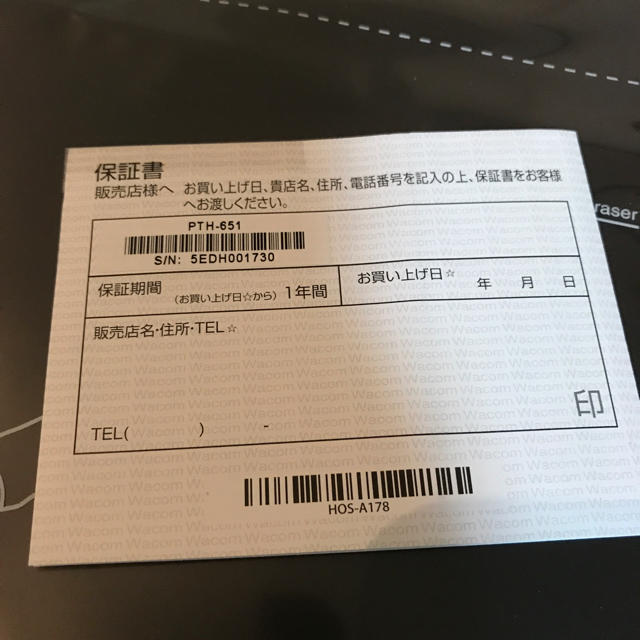 保証書
販売店様へ お買い上げ日、貴店名、住所、電話番号を記入の上、保証書をお客様
へお渡しください。
PTH-651
S/N: 5EDH001730
保証期間 (お買い上げ日☆から) 1年間
お買い上げ日☆
年 月 日
販売店名・住所・TEL☆
印
TEL( ) -
HOS-A178
raser